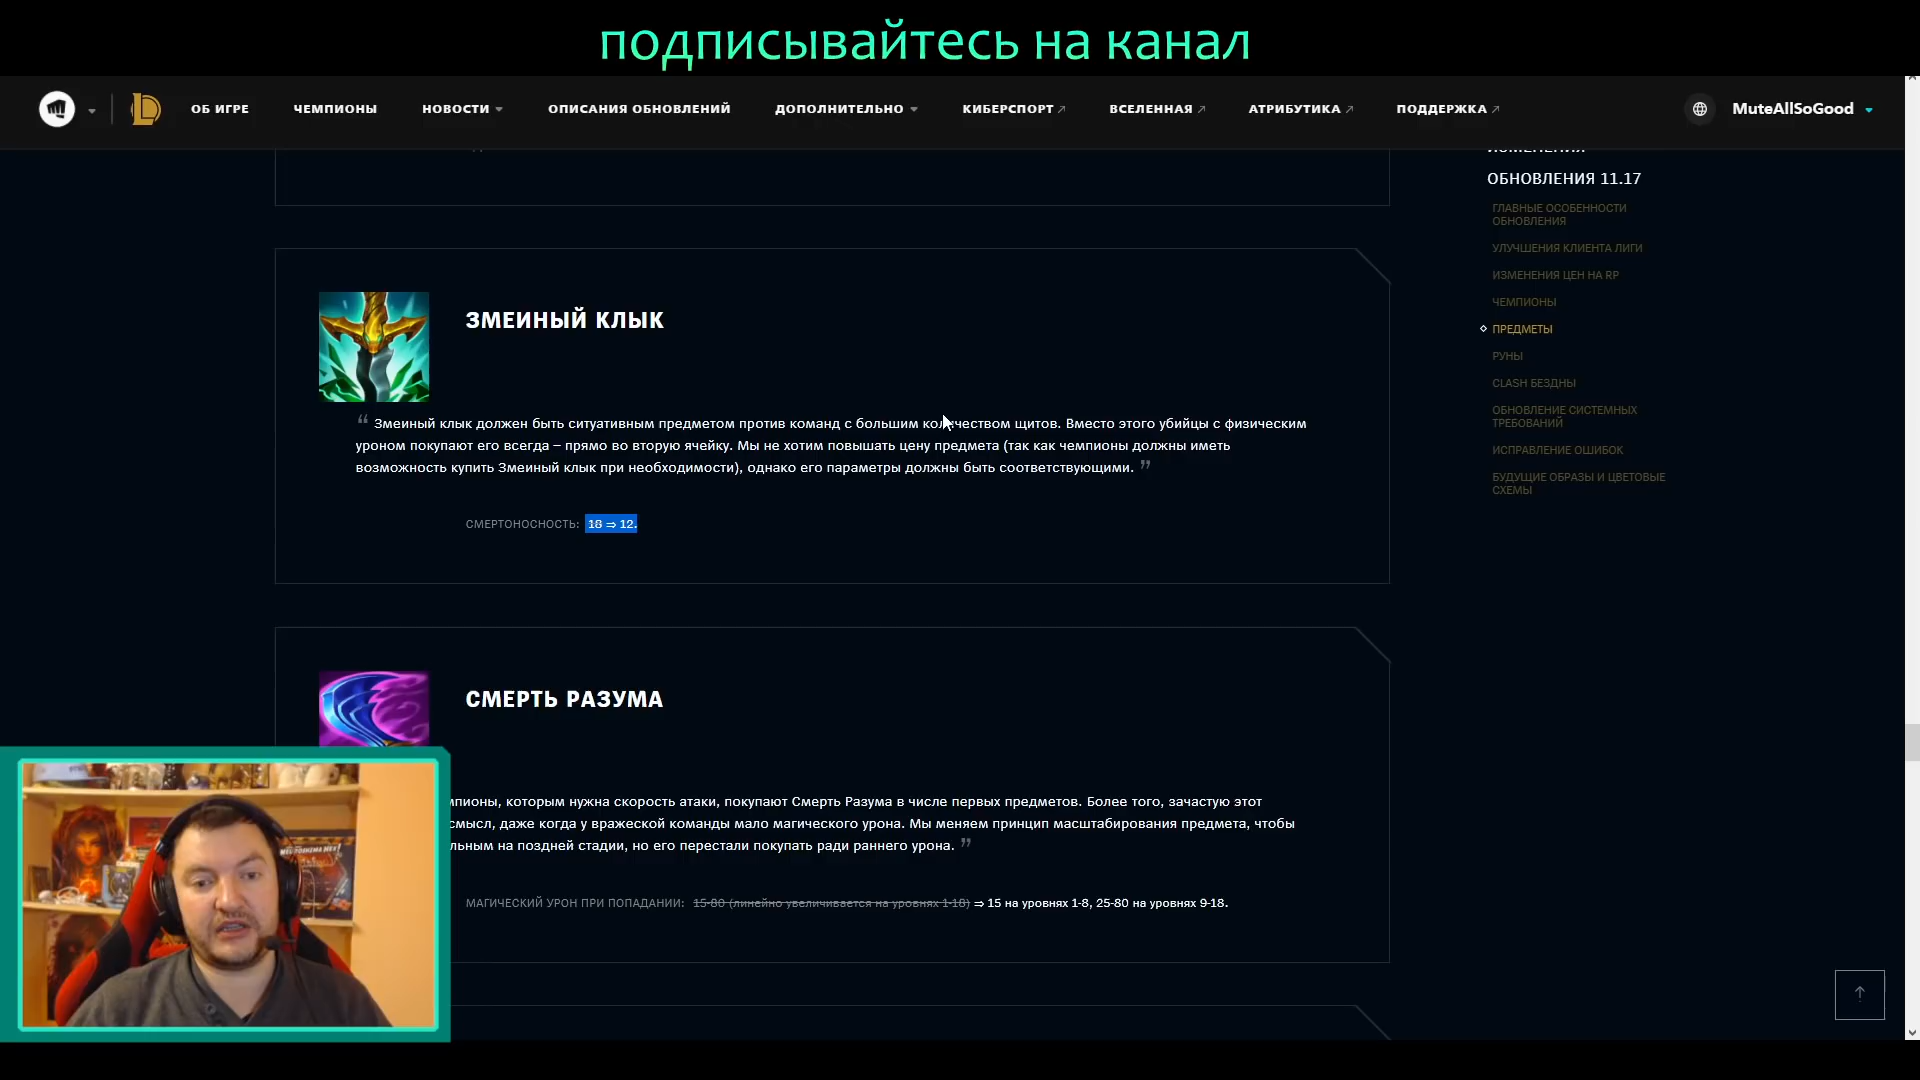 подписывайтесь на канал
ОБ ИГРЕ ЧЕМПИОНЫ НОВОСТИ ОПИСАНИЯ ОБНОВЛЕНИЙ ДОПОЛНИТЕЛЬНО КИБЕРСПОРТ ВСЕЛЕННАЯ АТРИБУТИКА ПОДДЕРЖКА MuteAllSoGood
ОБНОВЛЕНИЯ 11.17
ГЛАВНЫЕ ОСОБЕННОСТИ
ОБНОВЛЕНИЯ
УЛУЧШЕНИЯ КЛИЕНТА ЛИГИ
ИЗМЕНЕНИЯ ЦЕН НА RP
ЧЕМПИОНЫ
ПРЕДМЕТЫ
РУНЫ
CLASH БЕЗДНЫ
ОБНОВЛЕНИЕ СИСТЕМНЫХ
ТРЕБОВАНИЙ
ИСПРАВЛЕНИЕ ОШИБОК
БУДУЩИЕ ОБРАЗЫ И ЦВЕТОВЫЕ
СХЕМЫ
ЗМЕИНЫЙ КЛЫК
“ Змеиный клык должен быть ситуативным предметом против команд с большим количеством щитов. Вместо этого убийцы с физическим
уроном покупают его всегда – прямо во вторую ячейку. Мы не хотим повышать цену предмета (так как чемпионы должны иметь
возможность купить Змеиный клык при необходимости), однако его параметры должны быть соответствующими. ”
СМЕРТОНОСНОСТЬ: 18 ⇒ 12.
СМЕРТЬ РАЗУМА
мпионы, которым нужна скорость атаки, покупают Смерть Разума в числе первых предметов. Более того, зачастую этот
смысл, даже когда у вражеской команды мало магического урона. Мы меняем принцип масштабирования предмета, чтобы
льным на поздней стадии, но его перестали покупать ради раннего урона. ”
МАГИЧЕСКИЙ УРОН ПРИ ПОПАДАНИИ: 15-80 (линейно увеличивается на уровнях 1-18) ⇒ 15 на уровнях 1-8, 25-80 на уровнях 9-18.